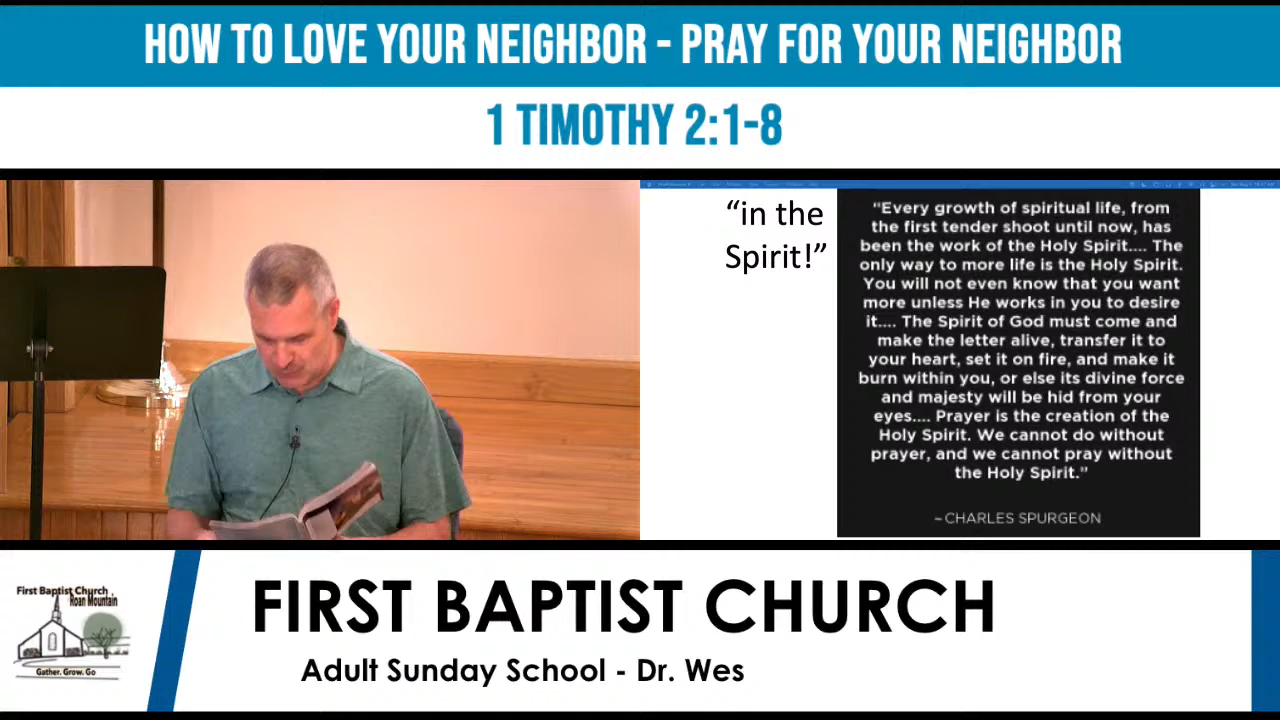 HOW TO LOVE YOUR NEIGHBOR - PRAY FOR YOUR NEIGHBOR
1 TIMOTHY 2:1-8
“in the
Spirit!”
“Every growth of spiritual life, from
the first tender shoot until now, has
been the work of the Holy Spirit.... The
only way to more life is the Holy Spirit.
You will not even know that you want
more unless He works in you to desire
it.... The Spirit of God must come and
make the letter alive, transfer it to
your heart, set it on fire, and make it
burn within you, or else its divine force
and majesty will be hid from your
eyes.... Prayer is the creation of the
Holy Spirit. We cannot do without
prayer, and we cannot pray without
the Holy Spirit.”
~CHARLES SPURGEON
First Baptist Church
Roan Mountain
Gather. Grow. Go
FIRST BAPTIST CHURCH
Adult Sunday School - Dr. Wes